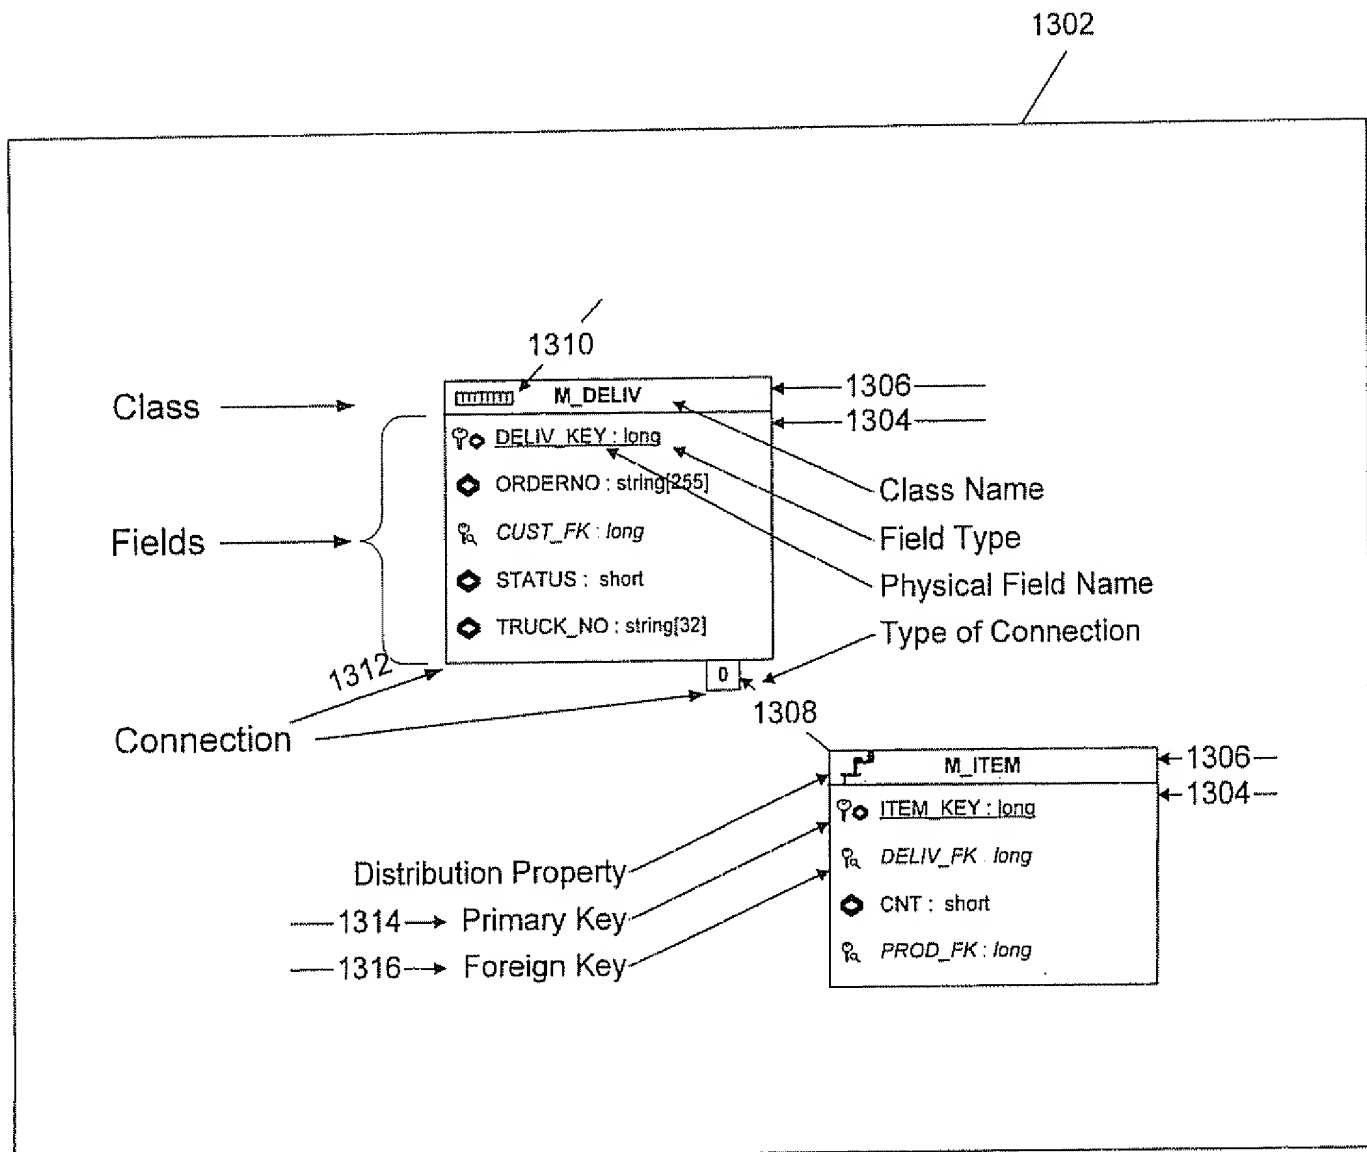 1302
1310
M_DELIV
1306
Class
1304
DELIV_KEY : long
ORDERNO : string[255]
Class Name
Fields
CUST_FK : long
Field Type
STATUS : short
Physical Field Name
TRUCK_NO : string[32]
Type of Connection
1312
0
1308
Connection
M_ITEM
1306
1304
ITEM_KEY : long
DELIV_FK : long
Distribution Property
CNT : short
1314
Primary Key
PROD_FK : long
1316
Foreign Key